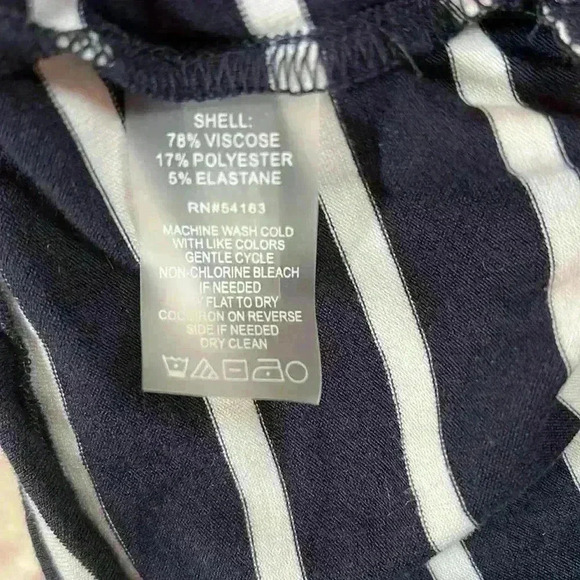 SHELL:
78% VISCOSE
17% POLYESTER
5% ELASTANE
RN#54163
MACHINE WASH COLD
WITH LIKE COLORS
GENTLE CYCLE
NON-CHLORINE BLEACH
IF NEEDED
FLAT TO DRY
COOL IRON ON REVERSE
SIDE IF NEEDED
DRY CLEAN